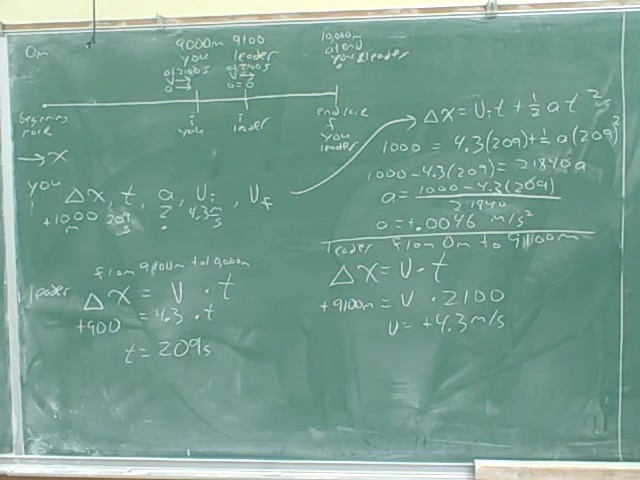 0m
9000m
you
at 2100s
a →
9100
leader
at 2100s
a=0
10,000m
at end
you & leader
beginning
race
i
you
i
leader
end race
f
you
leader
→ x
you
Δx, t, a, Vi, Vf
+1000 m 209s ? 4.3 m/s
Δx = Vi t + ½ a t²
1000 = 4.3(209) + ½ a (209)²
1000 - 4.3(209) = 21840a
a = 1000 - 4.3(209)
21840
a = +.0046 m/s²
leader from 0m to 9100m
Δx = V · t
+9100m = V · 2100
V = +4.3 m/s
from 9100m to 10,000m
leader Δx = V · t
+900 = 4.3 · t
t = 209s